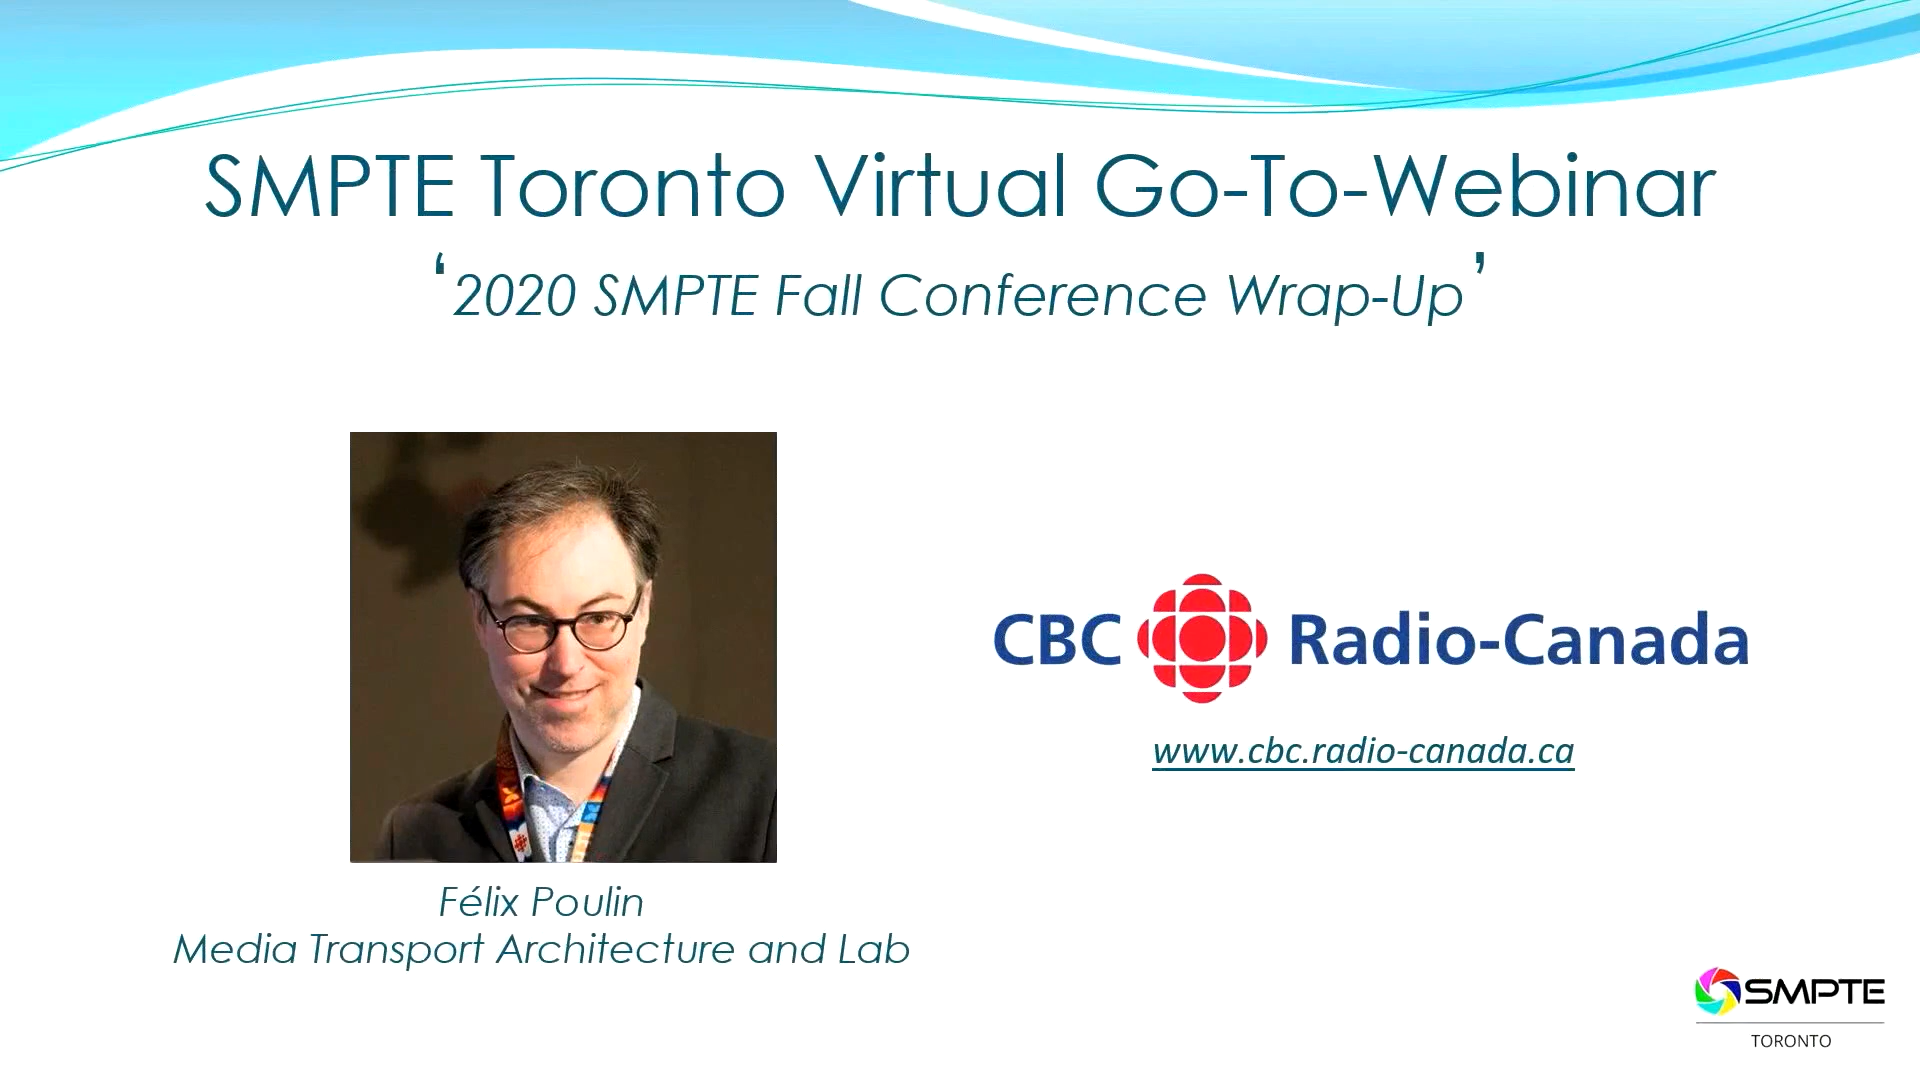 SMPTE Toronto Virtual Go-To-Webinar
‘2020 SMPTE Fall Conference Wrap-Up’
CBC Radio-Canada
www.cbc.radio-canada.ca
Félix Poulin
Media Transport Architecture and Lab
SMPTE
TORONTO